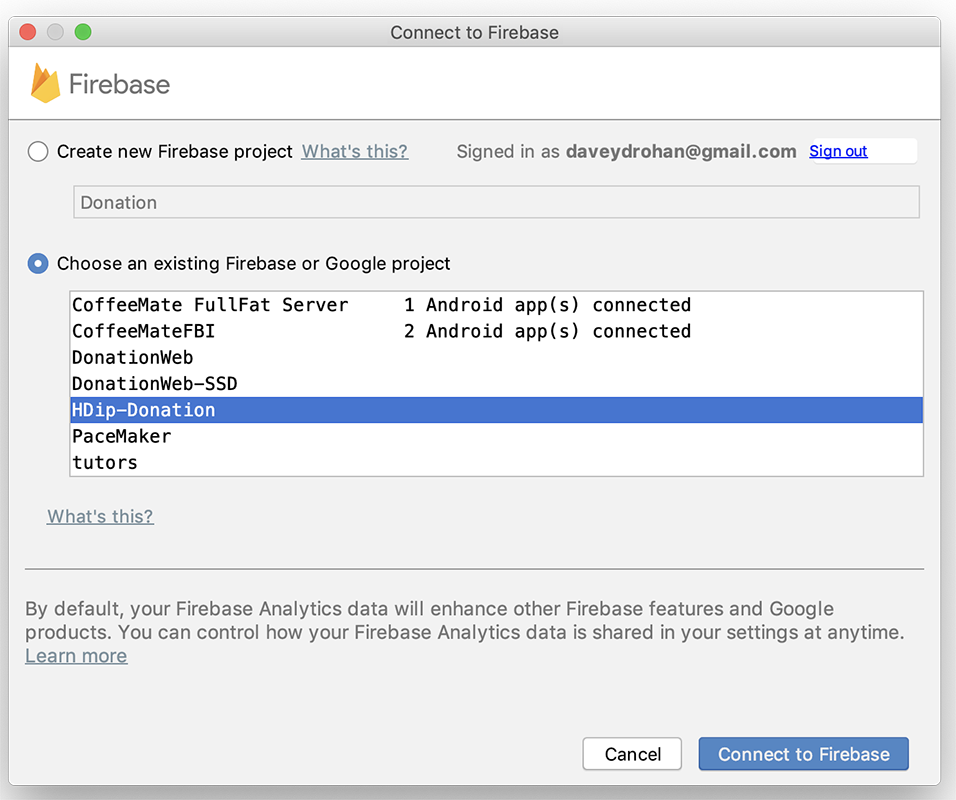 Connect to Firebase
Firebase
Create new Firebase project What's this? Signed in as daveydrohan@gmail.com Sign out
Donation
Choose an existing Firebase or Google project
CoffeeMate FullFat Server 1 Android app(s) connected
CoffeeMateFBI 2 Android app(s) connected
DonationWeb
DonationWeb-SSD
HDip-Donation
PaceMaker
tutors
What's this?
By default, your Firebase Analytics data will enhance other Firebase features and Google
products. You can control how your Firebase Analytics data is shared in your settings at anytime.
Learn more
Cancel Connect to Firebase